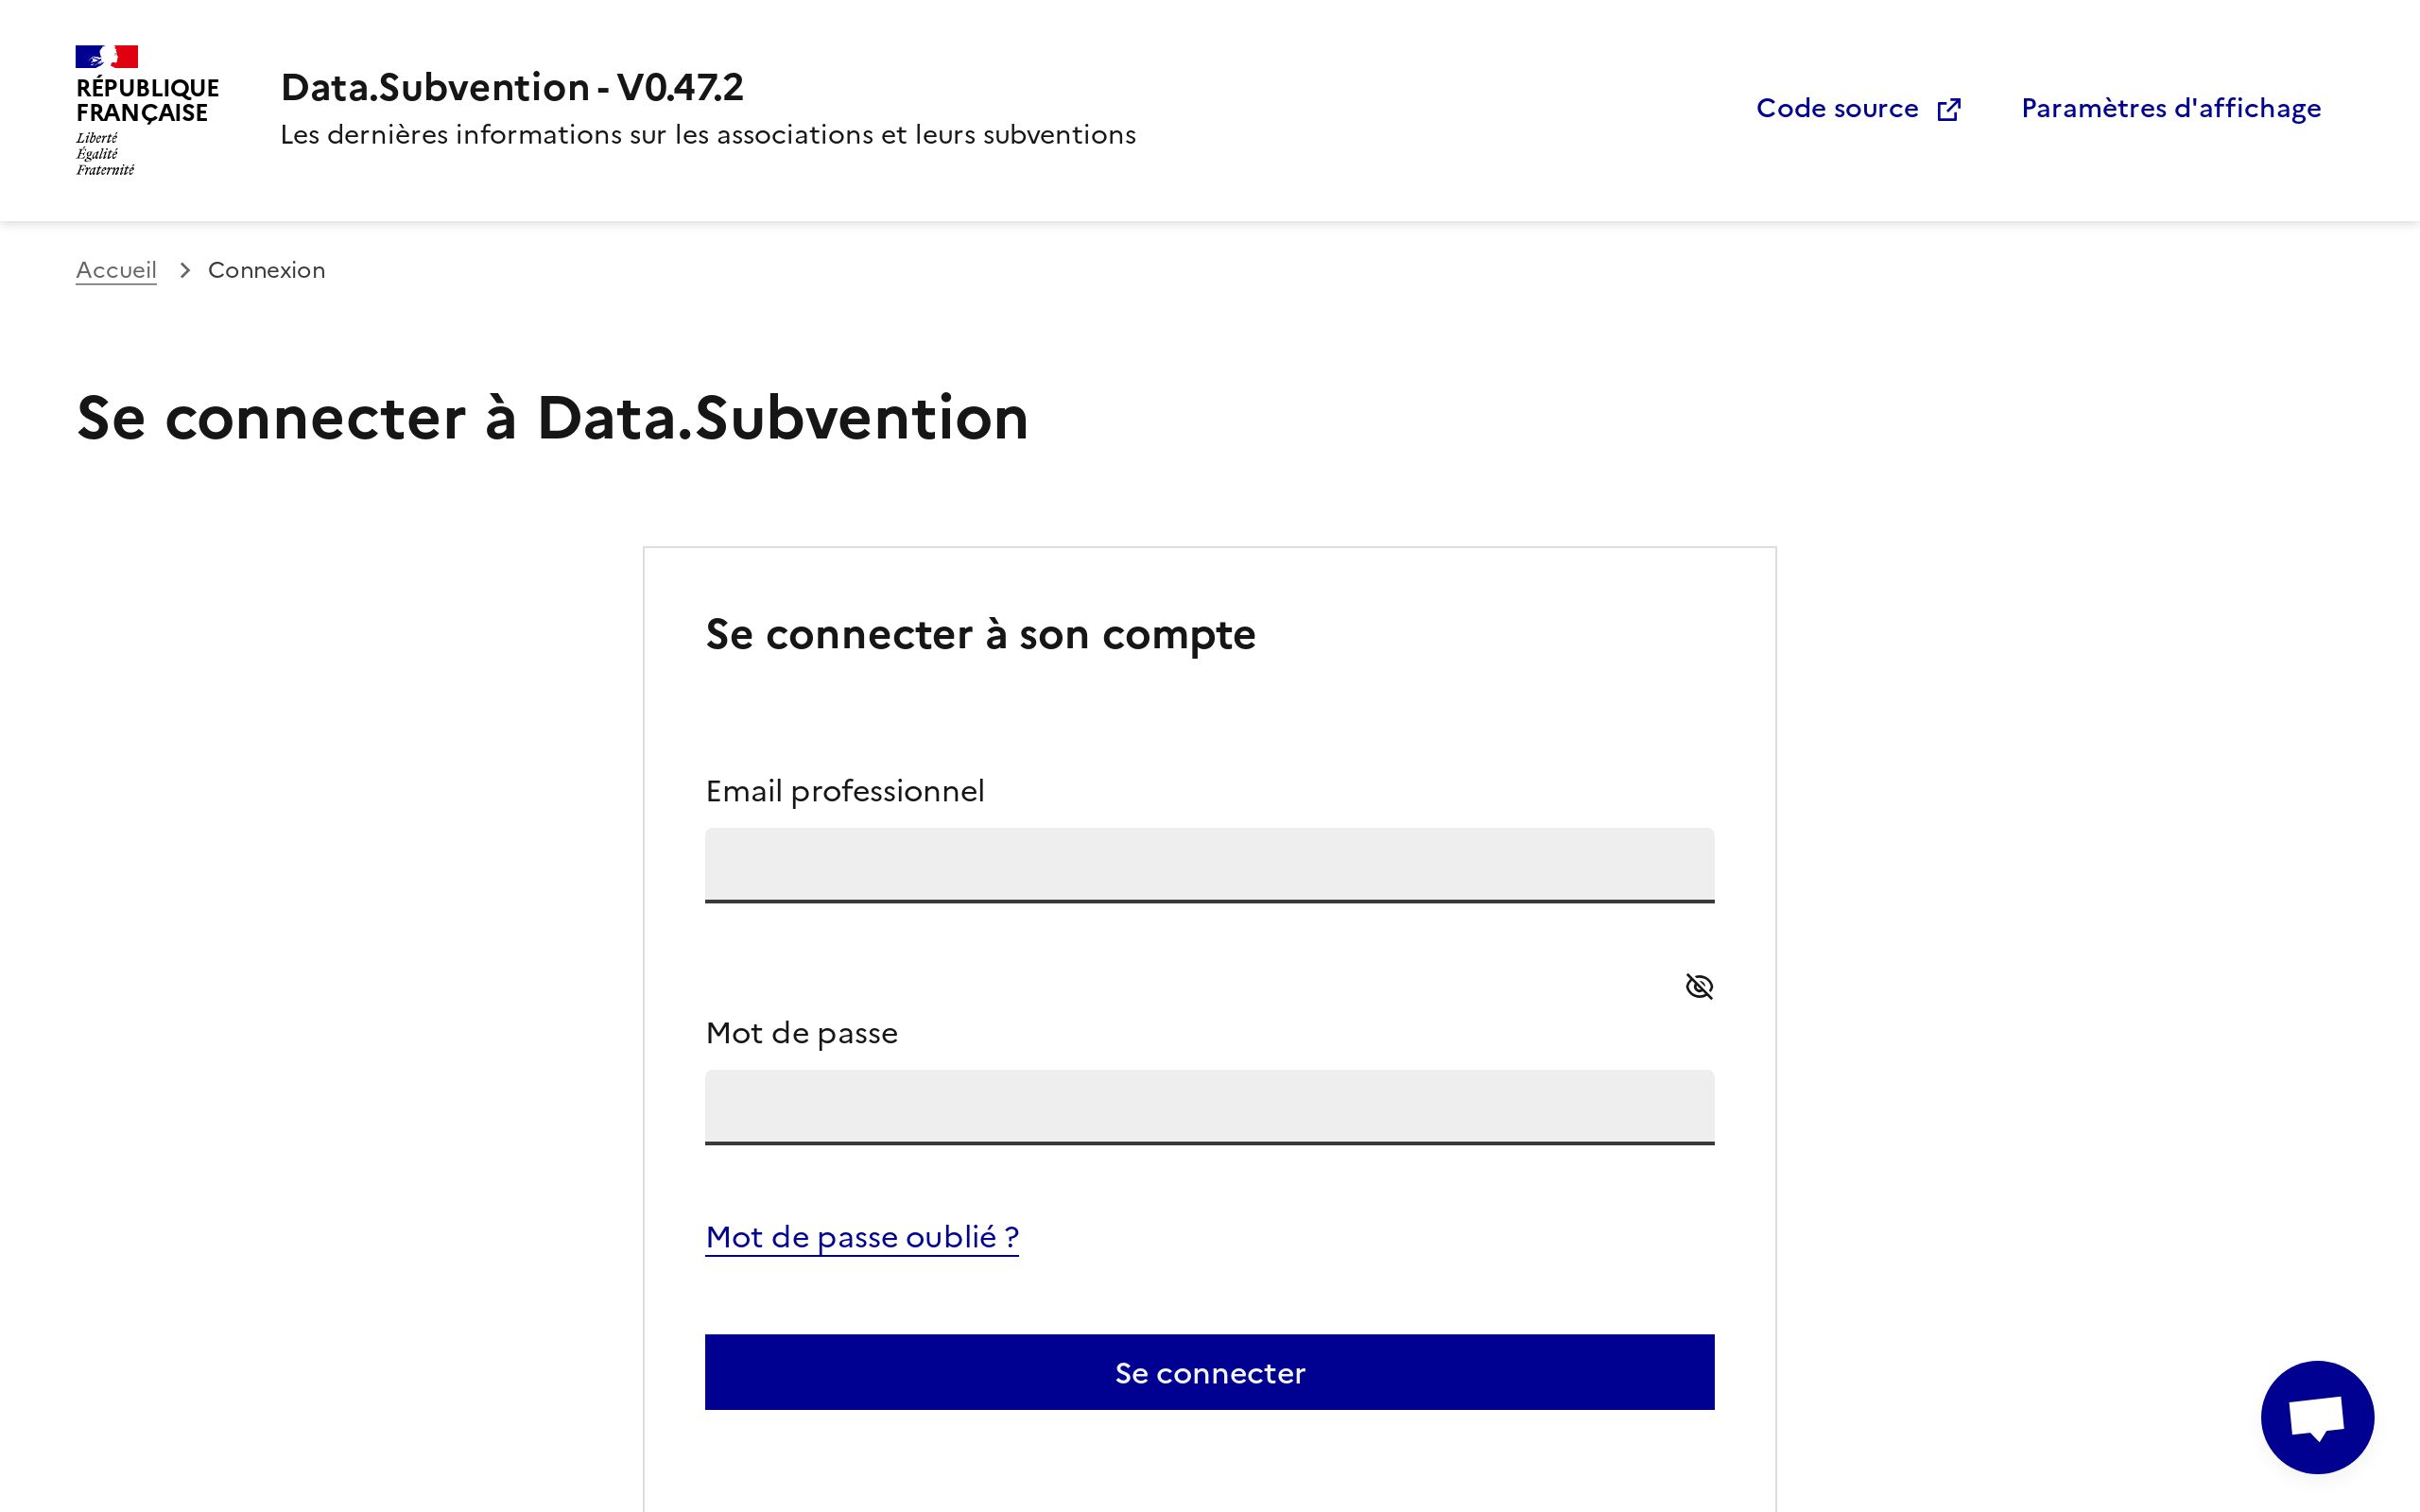 RÉPUBLIQUE
FRANÇAISE
Liberté
Égalité
Fraternité
Data.Subvention - V0.47.2
Les dernières informations sur les associations et leurs subventions
Code source
Paramètres d'affichage
Accueil
Connexion
Se connecter à Data.Subvention
Se connecter à son compte
Email professionnel
Mot de passe
Mot de passe oublié ?
Se connecter